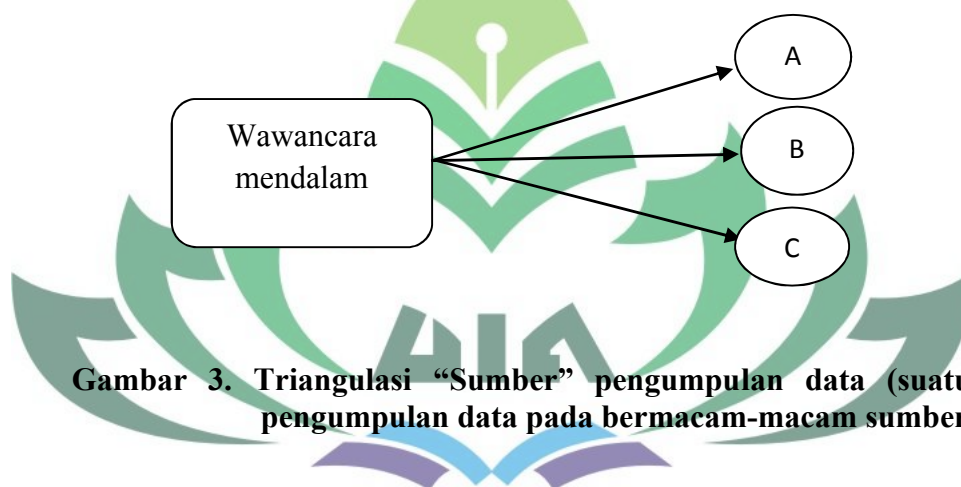 Wawancara
mendalam
A
B
C
Gambar 3. Triangulasi “Sumber” pengumpulan data (suatu
pengumpulan data pada bermacam-macam sumber